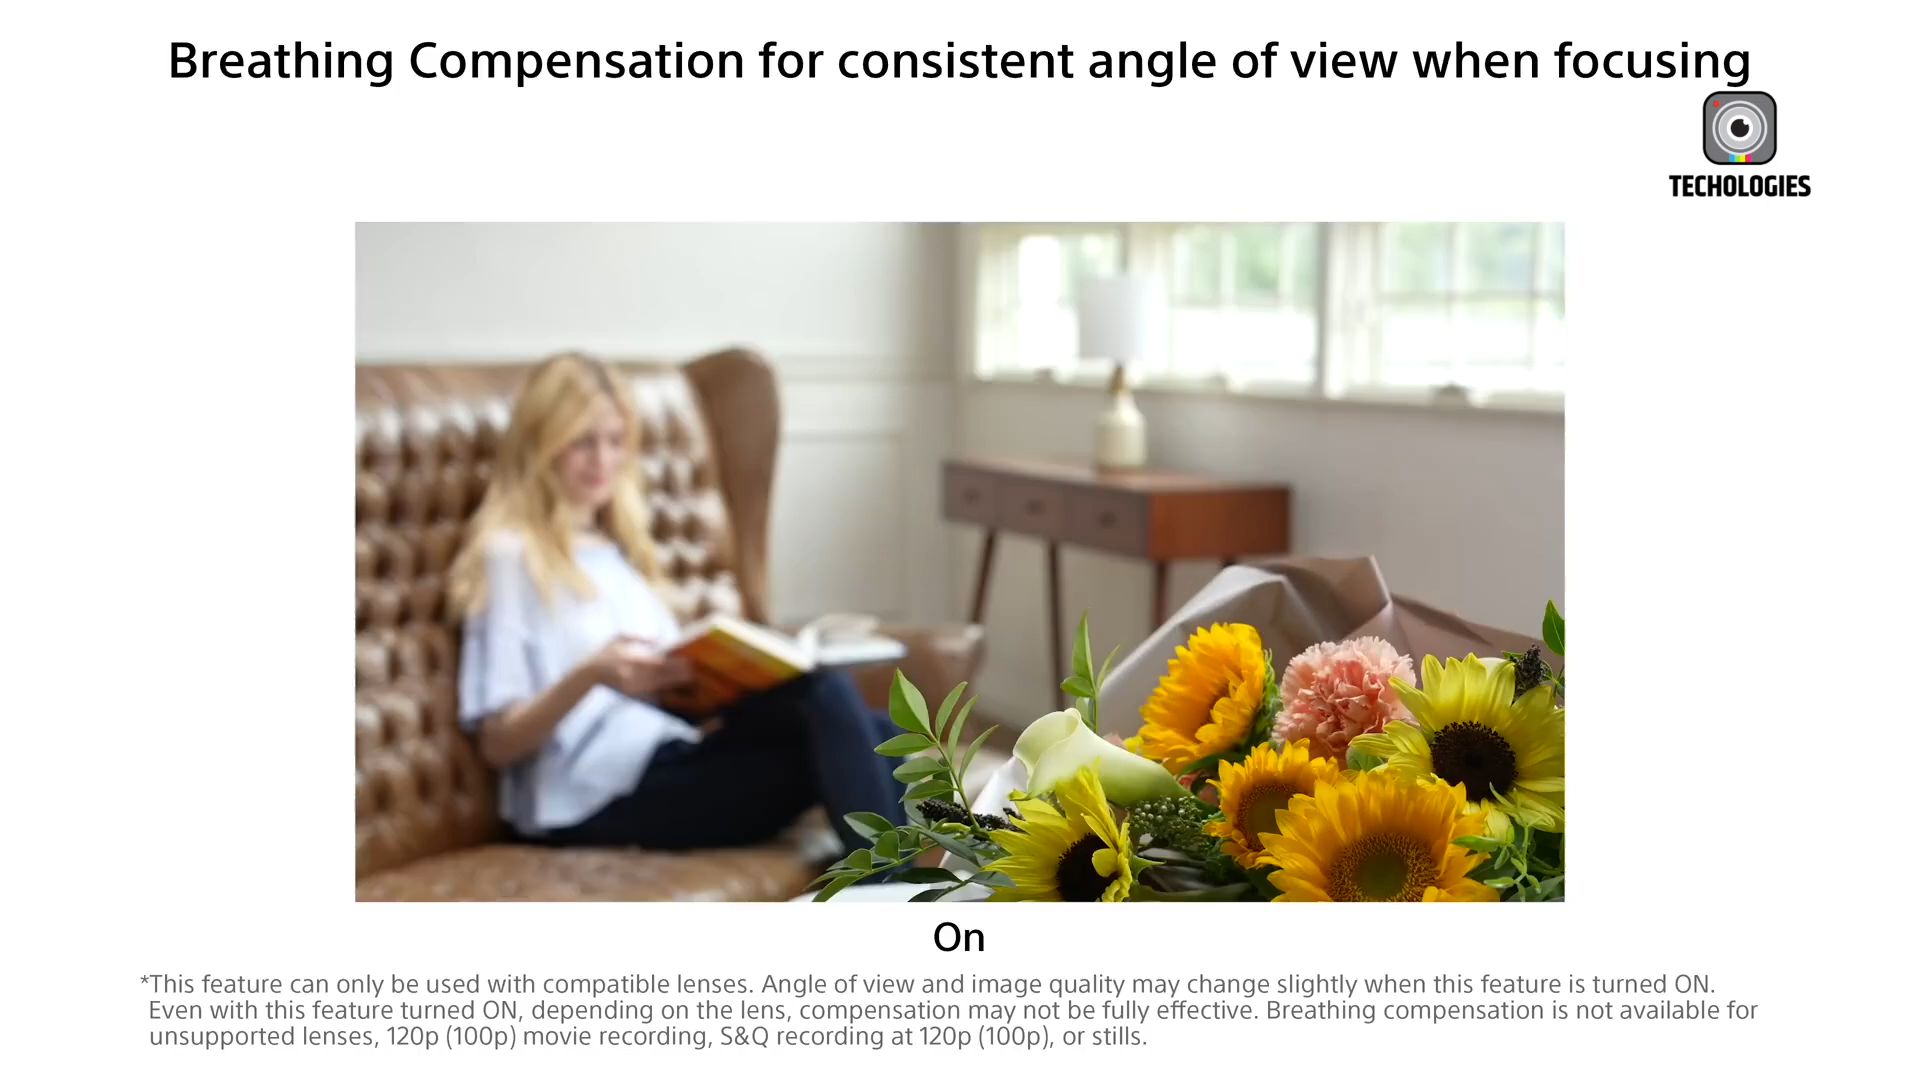 Breathing Compensation for consistent angle of view when focusing
TECHOLOGIES
On
*This feature can only be used with compatible lenses. Angle of view and image quality may change slightly when this feature is turned ON.
Even with this feature turned ON, depending on the lens, compensation may not be fully effective. Breathing compensation is not available for
unsupported lenses, 120p (100p) movie recording, S&Q recording at 120p (100p), or stills.